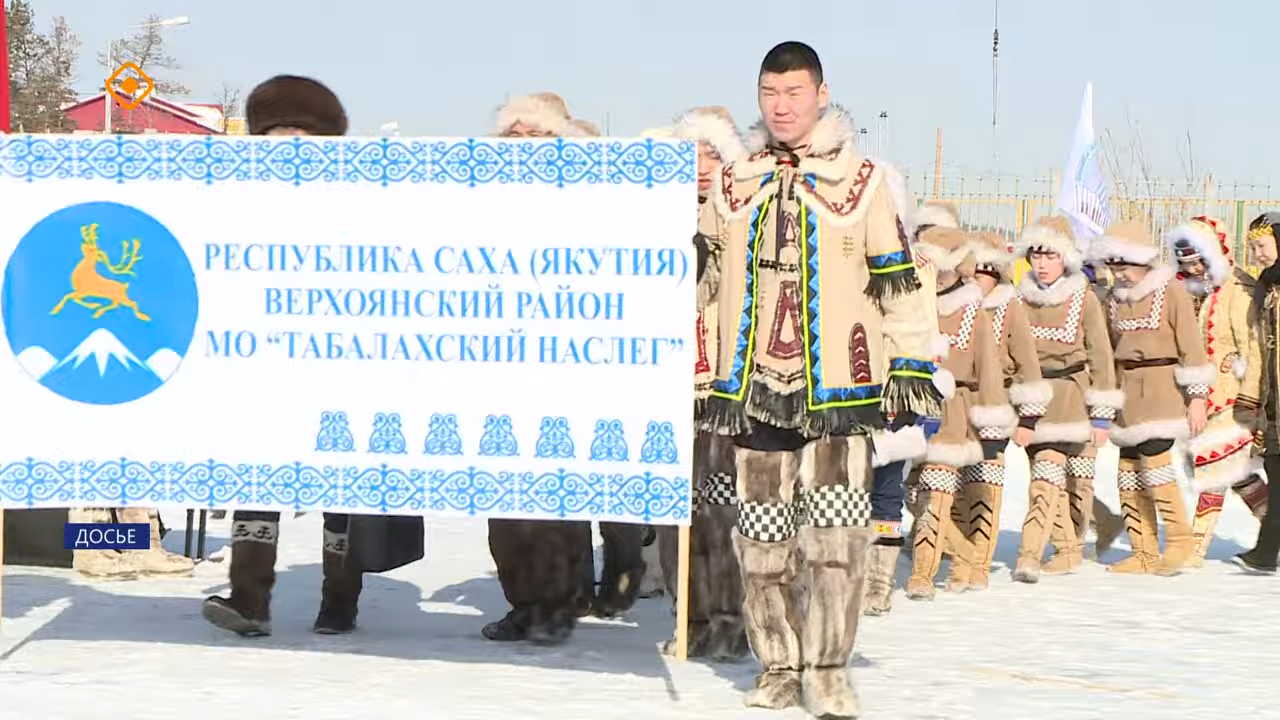 РЕСПУБЛИКА САХА (ЯКУТИЯ)
ВЕРХОЯНСКИЙ РАЙОН
МО “ТАБАЛАХСКИЙ НАСЛЕГ”
ДОСЬЕ